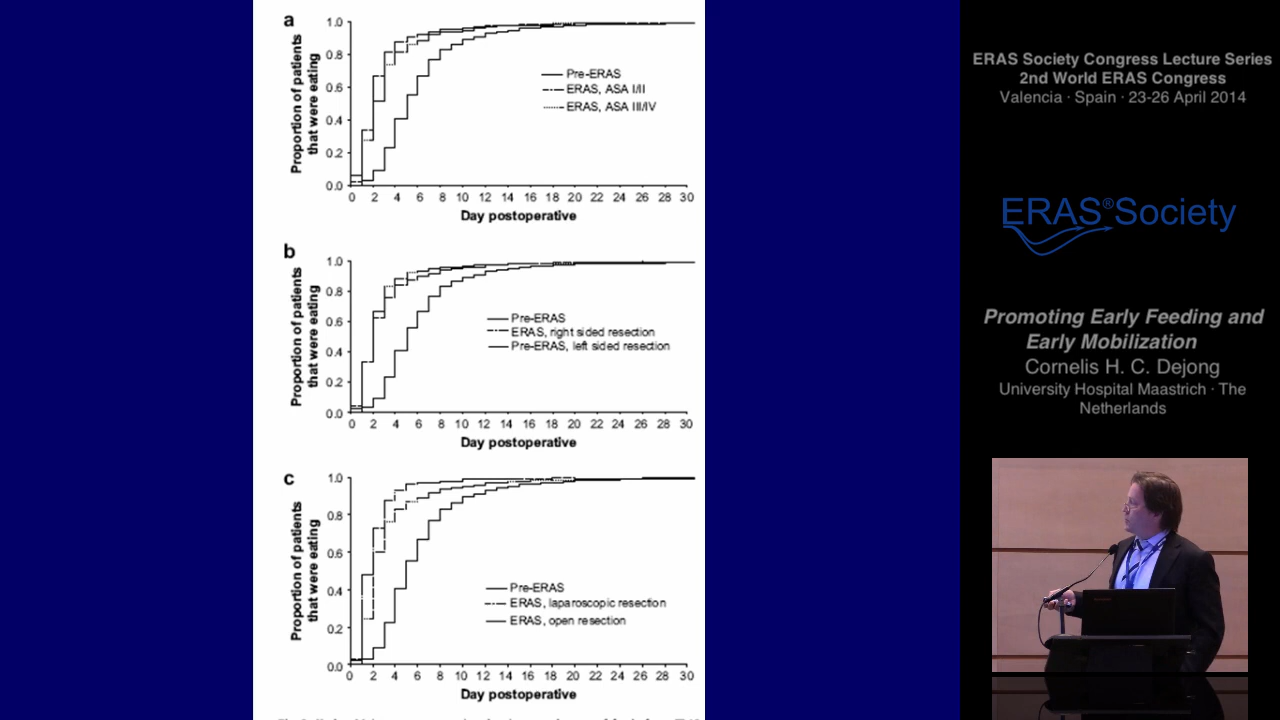 a
Proportion of patients
that were eating
1.0
0.8
0.6
0.4
0.2
0.0
Pre-ERAS
ERAS, ASA I/II
ERAS, ASA III/IV
0 2 4 6 8 10 12 14 16 18 20 22 24 26 28 30
Day postoperative
b
Proportion of patients
that were eating
1.0
0.8
0.6
0.4
0.2
0.0
Pre-ERAS
ERAS, right sided resection
Pre-ERAS, left sided resection
0 2 4 6 8 10 12 14 16 18 20 22 24 26 28 30
Day postoperative
c
Proportion of patients
that were eating
1.0
0.8
0.6
0.4
0.2
0.0
Pre-ERAS
ERAS, laparoscopic resection
ERAS, open resection
0 2 4 6 8 10 12 14 16 18 20 22 24 26 28 30
Day postoperative
ERAS Society Congress Lecture Series
2nd World ERAS Congress
Valencia · Spain · 23-26 April 2014
ERAS®Society
Promoting Early Feeding and
Early Mobilization
Cornelis H. C. Dejong
University Hospital Maastrich · The
Netherlands